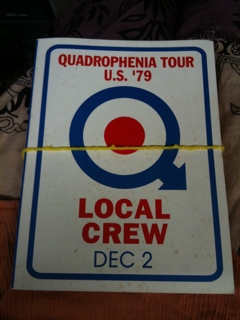 QUADROPHENIA TOUR
U.S. '79
LOCAL
CREW
DEC 2